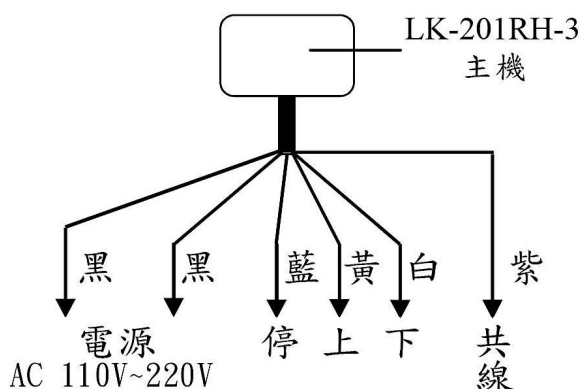 LK-201RH-3
主機
黑 黑 藍 黃 白 紫
電源 停 上 下 共線
AC 110V~220V